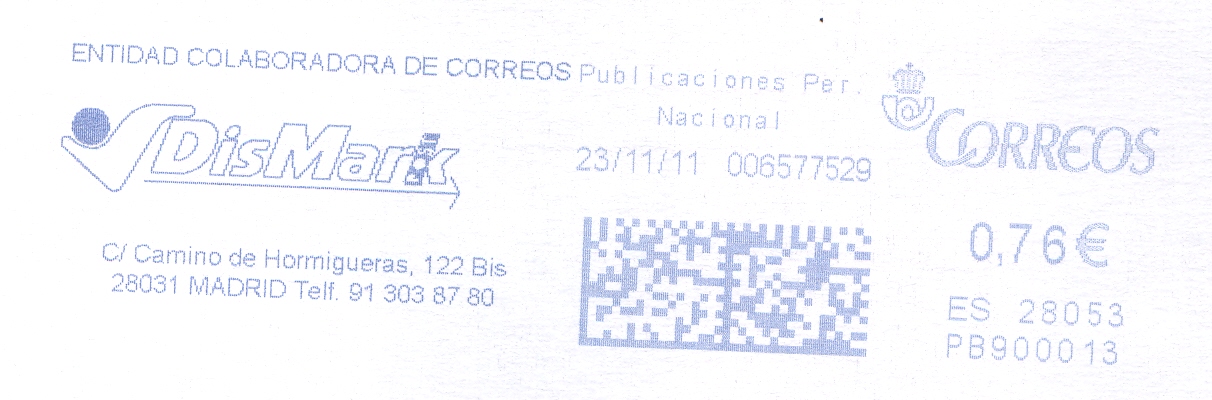 ENTIDAD COLABORADORA DE CORREOS
DisMark
C/ Camino de Hormigueras, 122 Bis
28031 MADRID Telf. 91 303 87 80
Publicaciones Per.
Nacional
23/11/11 006577529
CORREOS
0,76€
ES 28053
PB900013